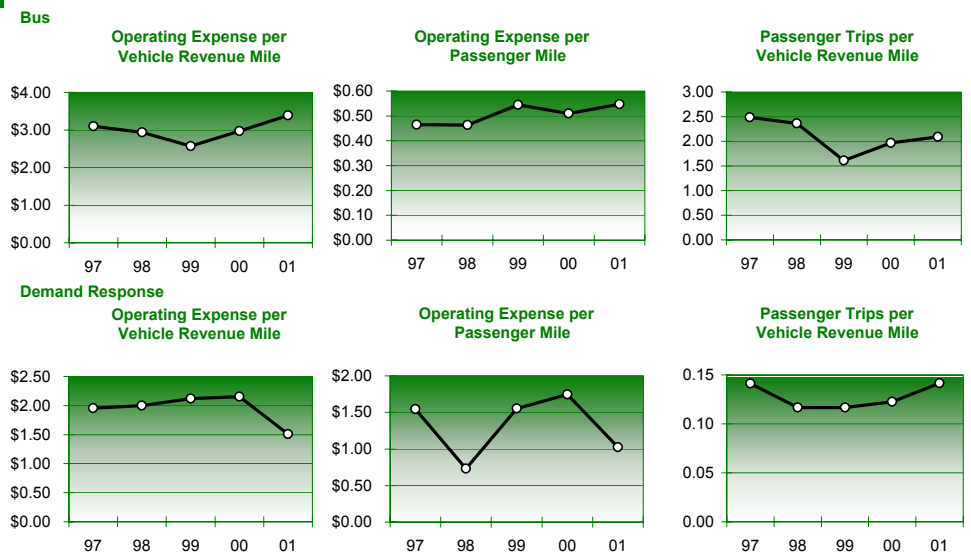 Bus
Operating Expense per
Vehicle Revenue Mile
$4.00
$3.00
$2.00
$1.00
$0.00
97 98 99 00 01
Operating Expense per
Passenger Mile
$0.60
$0.50
$0.40
$0.30
$0.20
$0.10
$0.00
97 98 99 00 01
Passenger Trips per
Vehicle Revenue Mile
3.00
2.50
2.00
1.50
1.00
0.50
0.00
97 98 99 00 01
Demand Response
Operating Expense per
Vehicle Revenue Mile
$2.50
$2.00
$1.50
$1.00
$0.50
$0.00
97 98 99 00 01
Operating Expense per
Passenger Mile
$2.00
$1.50
$1.00
$0.50
$0.00
97 98 99 00 01
Passenger Trips per
Vehicle Revenue Mile
0.15
0.10
0.05
0.00
97 98 99 00 01